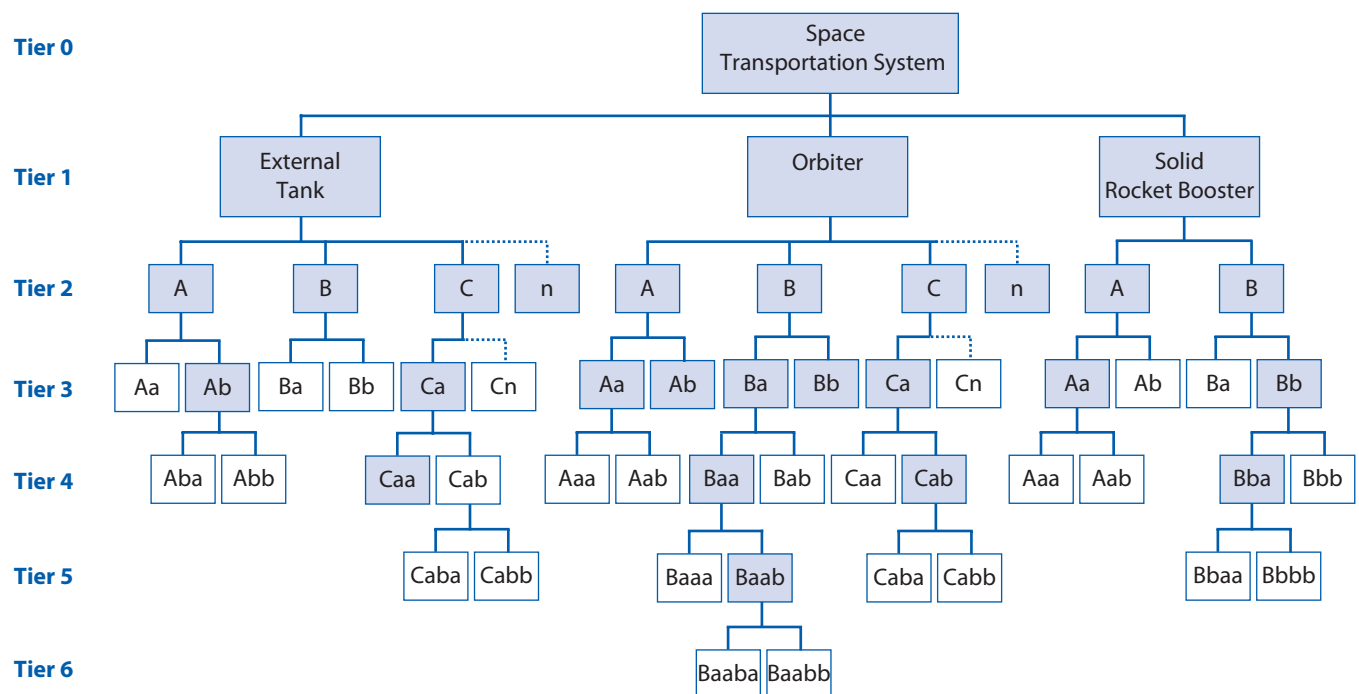 Tier 0
Space
Transportation System
Tier 1
External
Tank
Orbiter
Solid
Rocket Booster
Tier 2
A
B
C
n
A
B
C
n
A
B
Tier 3
Aa
Ab
Ba
Bb
Ca
Cn
Aa
Ab
Ba
Bb
Ca
Cn
Aa
Ab
Ba
Bb
Tier 4
Aba
Abb
Caa
Cab
Aaa
Aab
Baa
Bab
Caa
Cab
Aaa
Aab
Bba
Bbb
Tier 5
Caba
Cabb
Baaa
Baab
Caba
Cabb
Bbaa
Bbbb
Tier 6
Baaba
Baabb